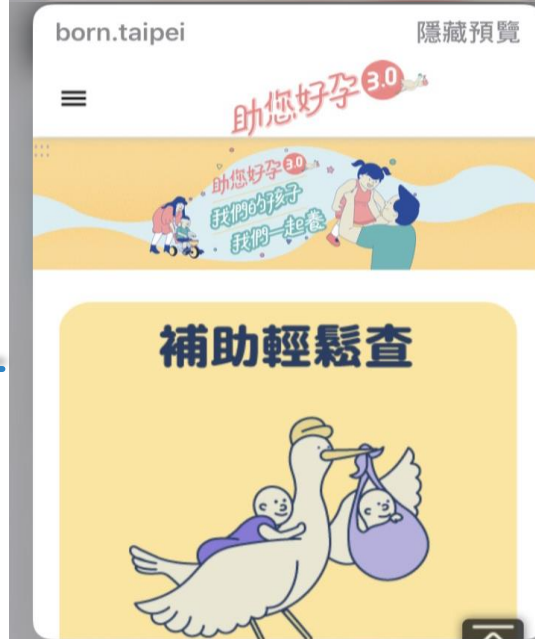 born.taipei
隱藏預覽
助您好孕3.0
助您好孕3.0
我們的孩子
我們一起養
補助輕鬆查